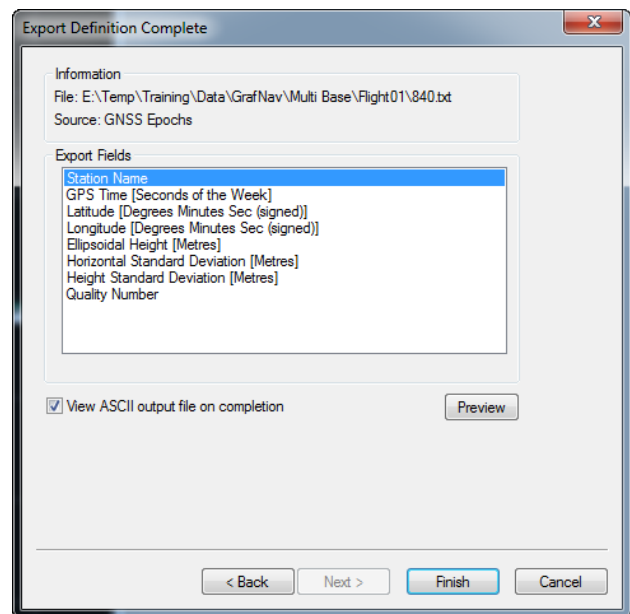 Export Definition Complete
Information
File: E:\Temp\Training\Data\GrafNav\Multi Base\Flight01\840.txt
Source: GNSS Epochs
Export Fields
Station Name
GPS Time [Seconds of the Week]
Latitude [Degrees Minutes Sec (signed)]
Longitude [Degrees Minutes Sec (signed)]
Ellipsoidal Height [Metres]
Horizontal Standard Deviation [Metres]
Height Standard Deviation [Metres]
Quality Number
View ASCII output file on completion
Preview
< Back
Next >
Finish
Cancel